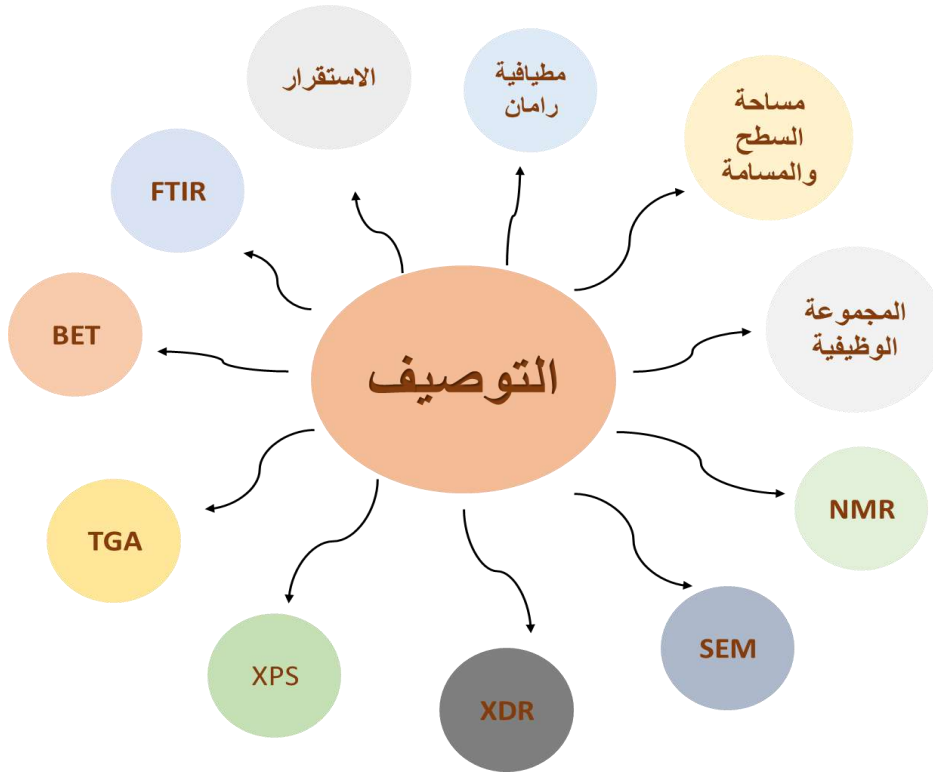 الاستقرار
مطيافية
رامان
مساحة
السطح
والمسامة
FTIR
المجموعة
الوظيفية
BET
التوصيف
NMR
TGA
SEM
XPS
XDR